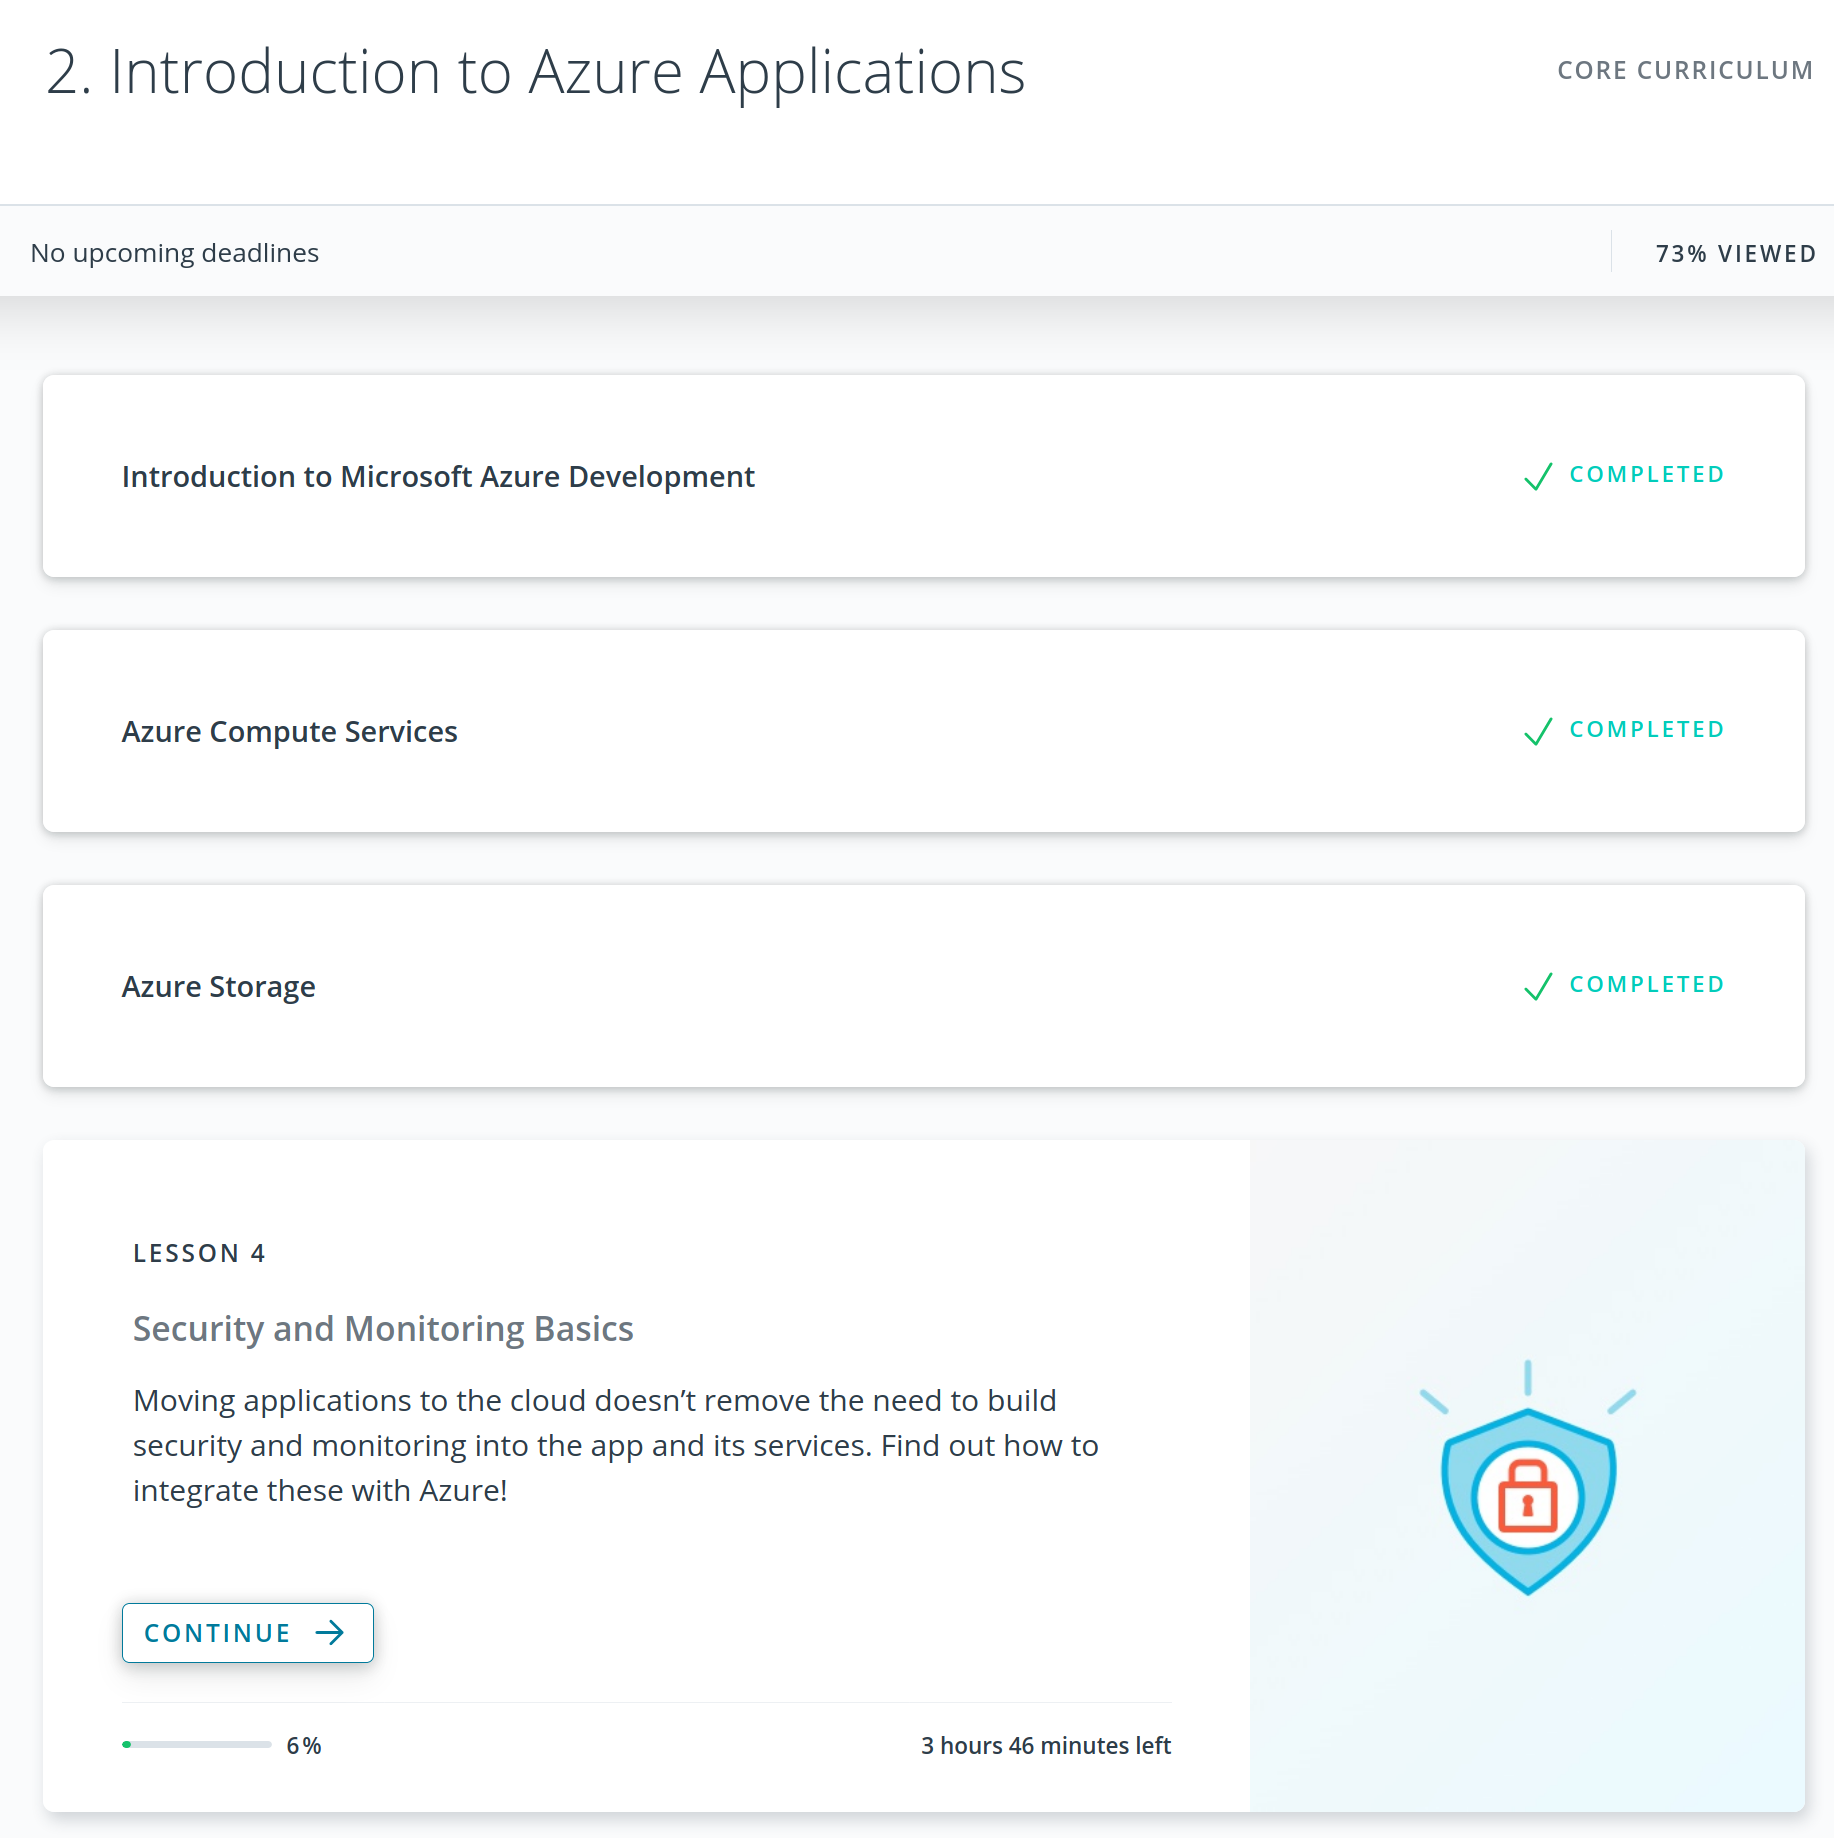 2. Introduction to Azure Applications
CORE CURRICULUM
No upcoming deadlines
73% VIEWED
Introduction to Microsoft Azure Development
COMPLETED
Azure Compute Services
COMPLETED
Azure Storage
COMPLETED
LESSON 4
Security and Monitoring Basics
Moving applications to the cloud doesn’t remove the need to build
security and monitoring into the app and its services. Find out how to
integrate these with Azure!
CONTINUE
6%
3 hours 46 minutes left